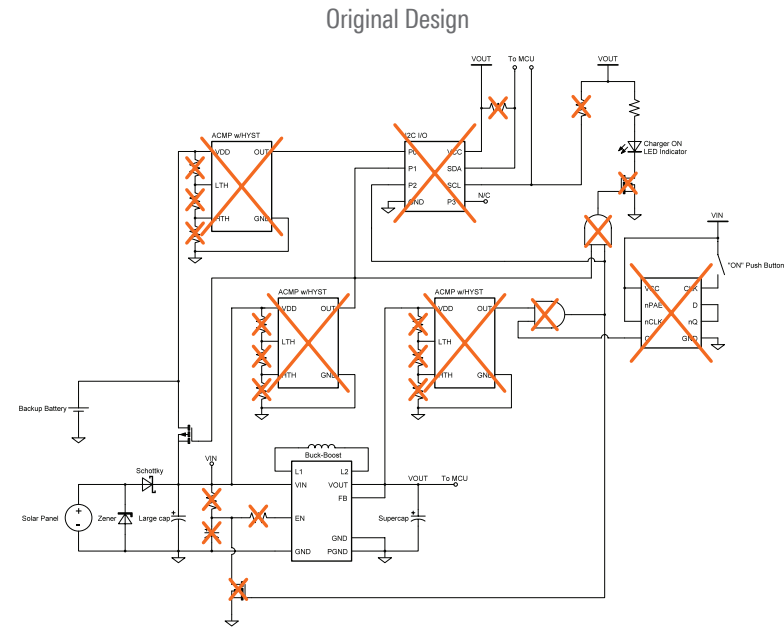 Original Design
VOUT
To MCU
VOUT
ACMP w/HYST
VDD
OUT
LTH
HTH
GND
I2C I/O
P0
VCC
P1
SDA
P2
SCL
GND
P3
N/C
Charger ON
LED Indicator
VIN
"ON" Push Button
VCC
CLK
nPAE
D
nCLK
nQ
Q
GND
ACMP w/HYST
VDD
OUT
LTH
HTH
GND
ACMP w/HYST
VDD
OUT
LTH
HTH
GND
Backup Battery
Buck-Boost
L1
L2
VIN
VOUT
FB
EN
GND
GND
PGND
VIN
VOUT
To MCU
Schottky
Solar Panel
Zener
Large cap
Supercap